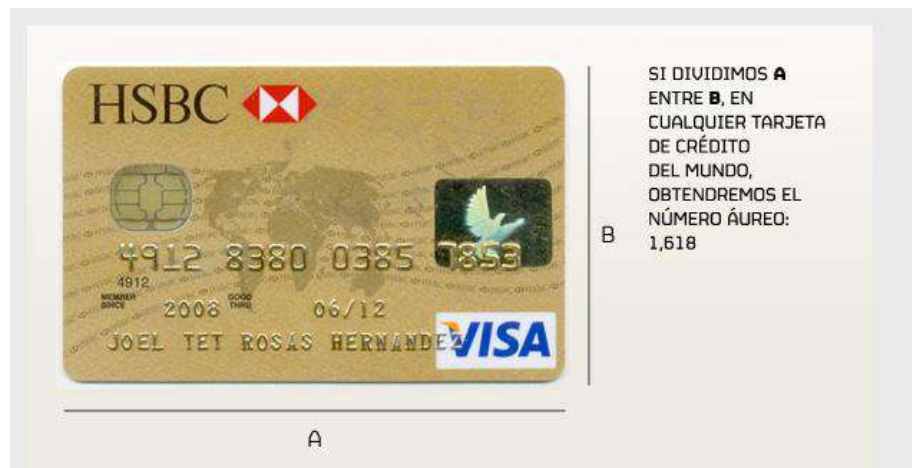 HSBC
4912 8380 0385 7853
4912
MEMBER SINCE 2008 GOOD THRU 06/12
JOEL TET ROSAS HERNANDEZ
VISA
A
B
SI DIVIDIMOS A
ENTRE B, EN
CUALQUIER TARJETA
DE CRÉDITO
DEL MUNDO,
OBTENDREMOS EL
NÚMERO ÁUREO:
1,618